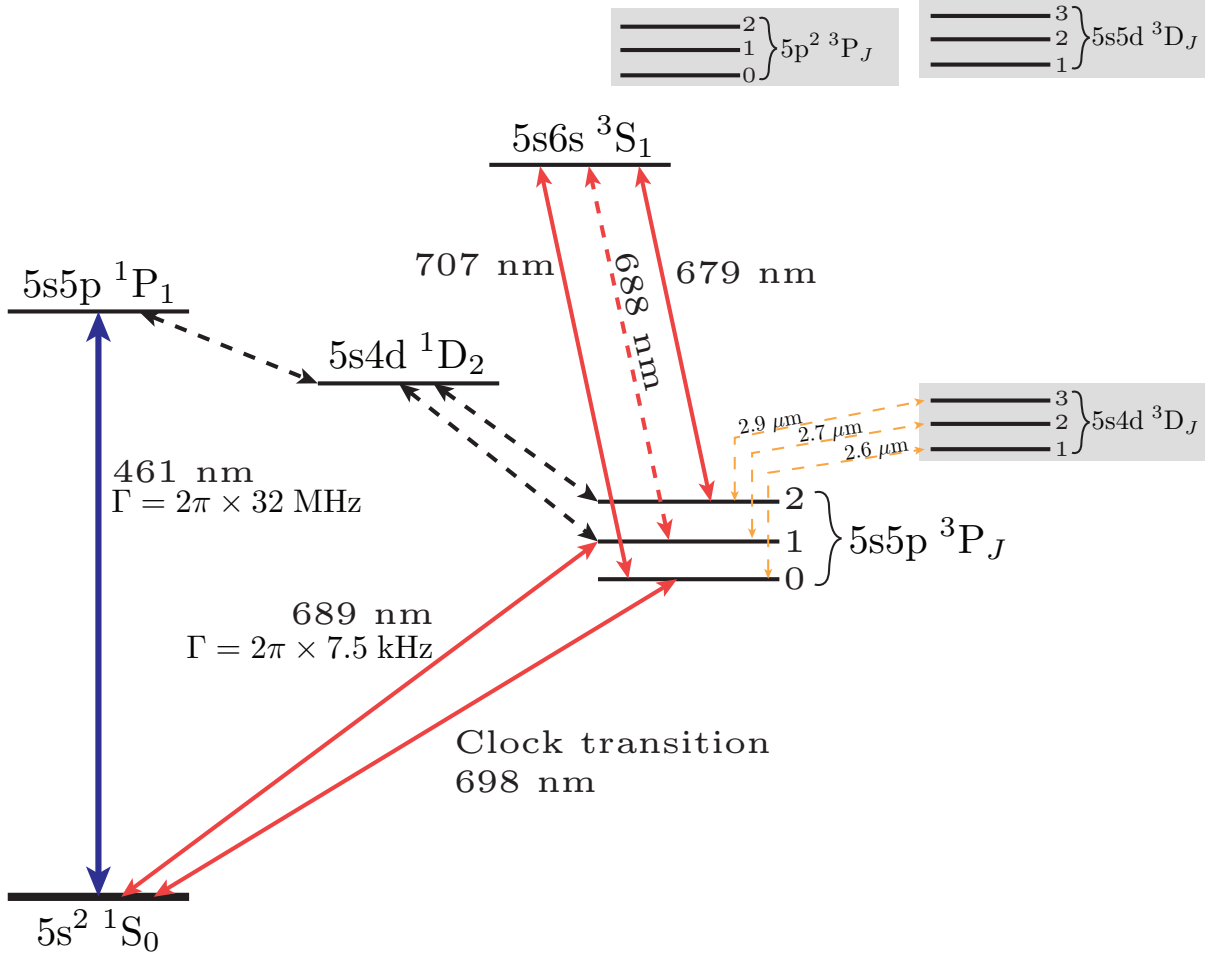 2
1
0
5p² ³P_J
3
2
1
5s5d ³D_J
5s6s ³S₁
707 nm
688 nm
679 nm
5s5p ¹P₁
5s4d ¹D₂
3
2
1
5s4d ³D_J
2.9 μm
2.7 μm
2.6 μm
461 nm
Γ = 2π × 32 MHz
2
1
0
5s5p ³P_J
689 nm
Γ = 2π × 7.5 kHz
Clock transition
698 nm
5s² ¹S₀